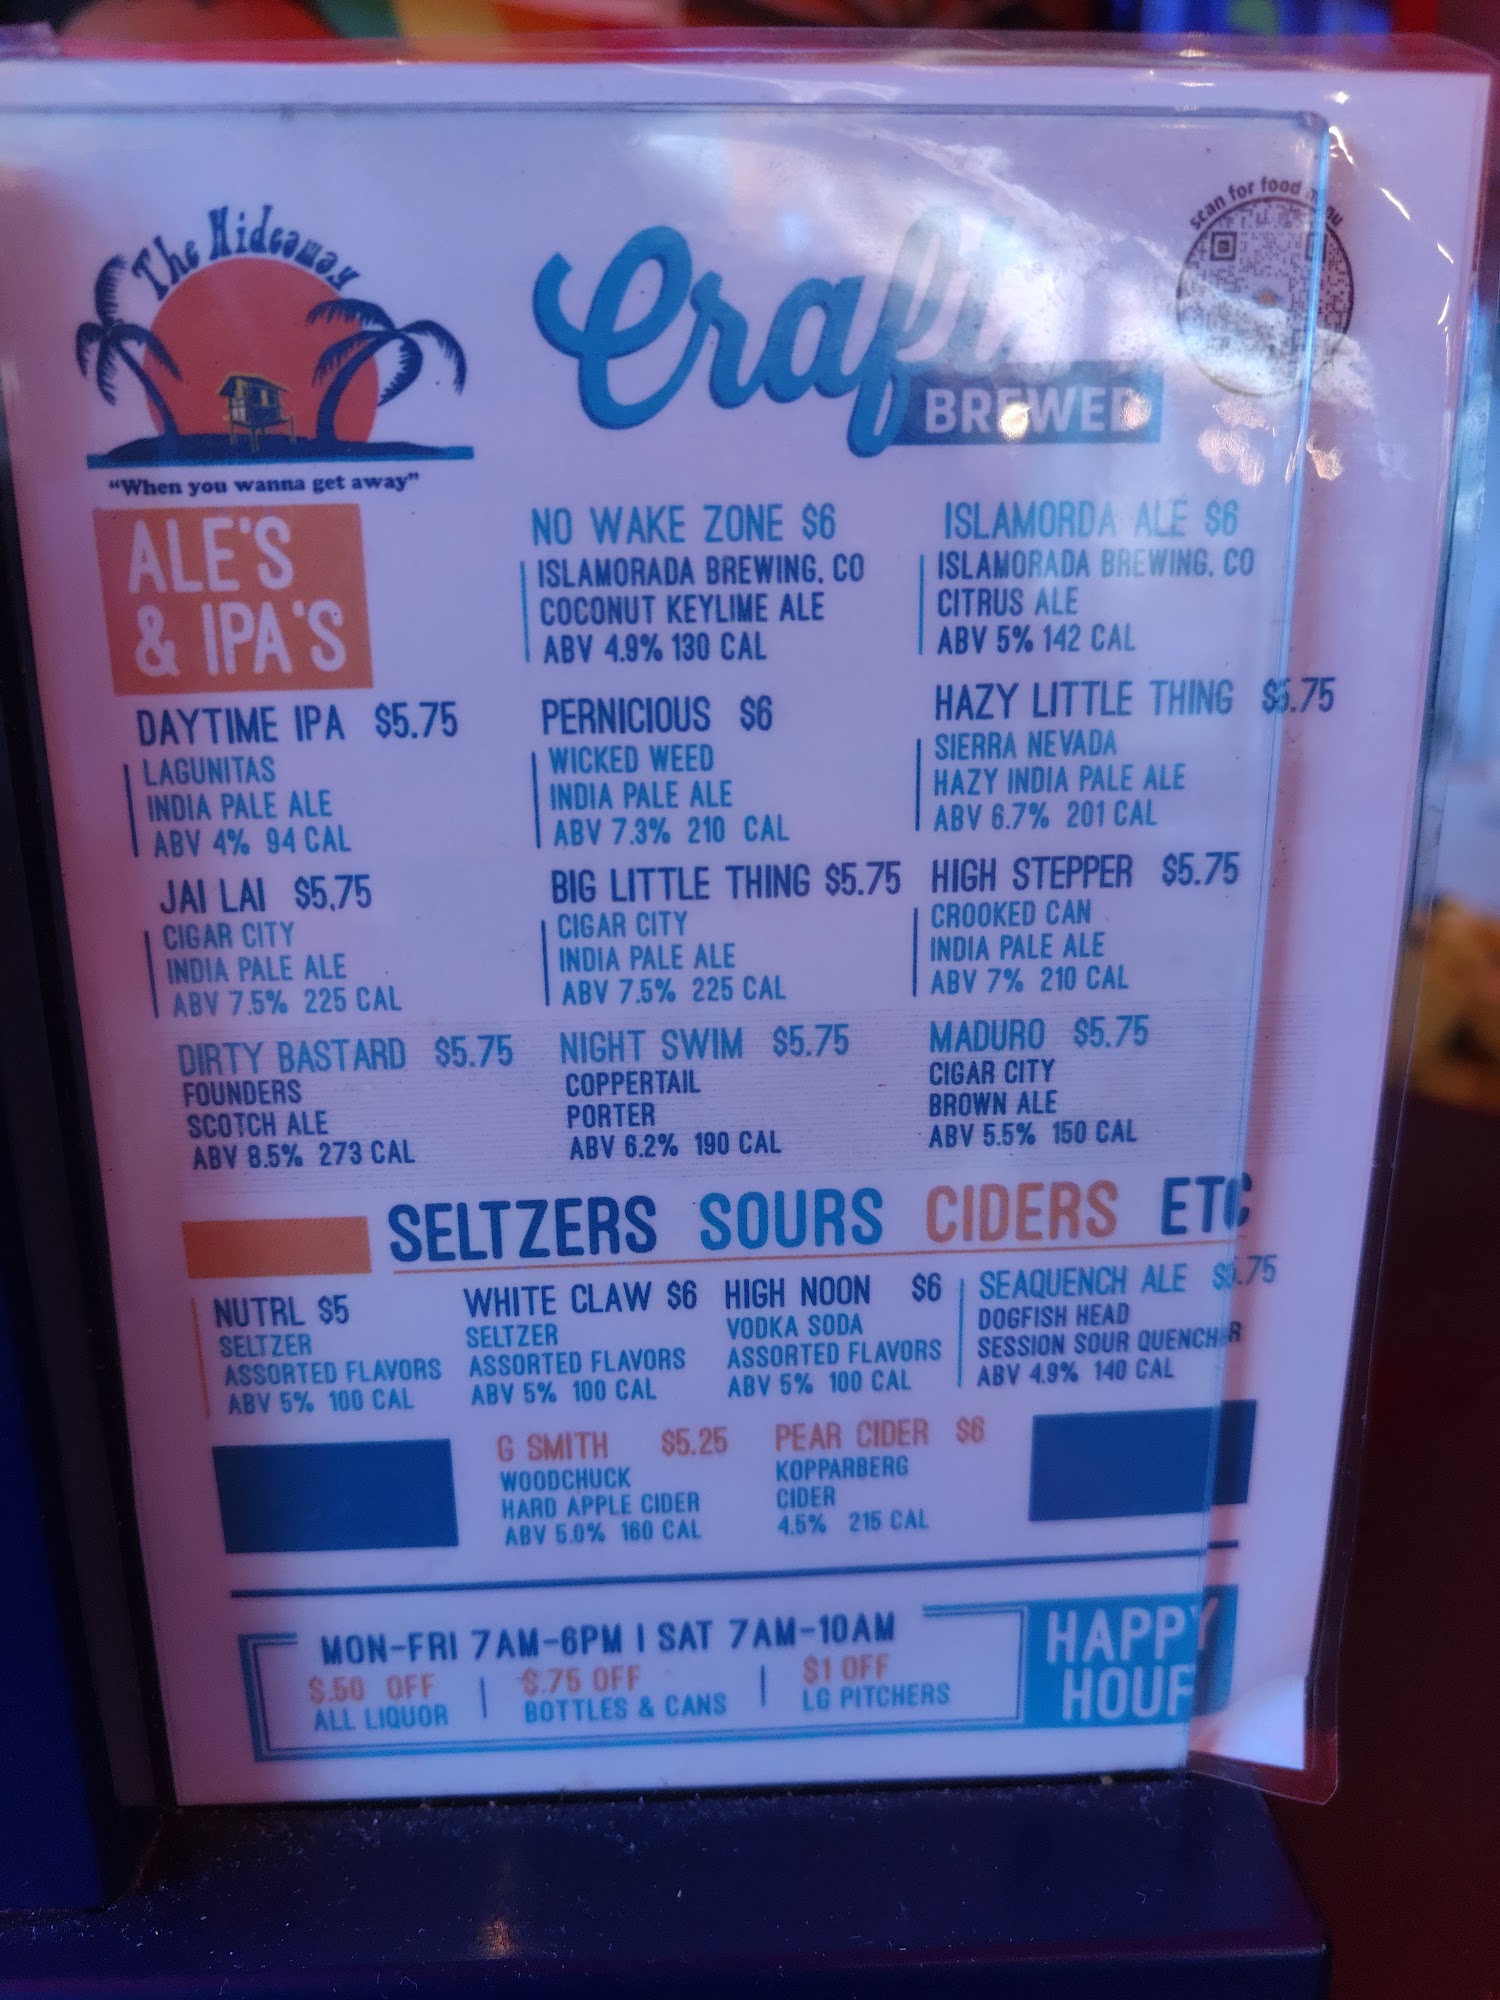 The Hideaway
"When you wanna get away"
Craft
BREWED
scan for food menu
ALE'S
& IPA'S
NO WAKE ZONE $6
ISLAMORADA BREWING, CO
COCONUT KEYLIME ALE
ABV 4.9% 130 CAL
ISLAMORDA ALE $6
ISLAMORADA BREWING, CO
CITRUS ALE
ABV 5% 142 CAL
DAYTIME IPA $5.75
LAGUNITAS
INDIA PALE ALE
ABV 4% 94 CAL
PERNICIOUS $6
WICKED WEED
INDIA PALE ALE
ABV 7.3% 210 CAL
HAZY LITTLE THING $5.75
SIERRA NEVADA
HAZY INDIA PALE ALE
ABV 6.7% 201 CAL
JAI LAI $5.75
CIGAR CITY
INDIA PALE ALE
ABV 7.5% 225 CAL
BIG LITTLE THING $5.75
CIGAR CITY
INDIA PALE ALE
ABV 7.5% 225 CAL
HIGH STEPPER $5.75
CROOKED CAN
INDIA PALE ALE
ABV 7% 210 CAL
DIRTY BASTARD $5.75
FOUNDERS
SCOTCH ALE
ABV 8.5% 273 CAL
NIGHT SWIM $5.75
COPPERTAIL
PORTER
ABV 6.2% 190 CAL
MADURO $5.75
CIGAR CITY
BROWN ALE
ABV 5.5% 150 CAL
SELTZERS SOURS CIDERS ETC
NUTRL $5
SELTZER
ASSORTED FLAVORS
ABV 5% 100 CAL
WHITE CLAW $6
SELTZER
ASSORTED FLAVORS
ABV 5% 100 CAL
HIGH NOON $6
VODKA SODA
ASSORTED FLAVORS
ABV 5% 100 CAL
SEAQUENCH ALE $5.75
DOGFISH HEAD
SESSION SOUR QUENCHER
ABV 4.9% 140 CAL
G SMITH $5.25
WOODCHUCK
HARD APPLE CIDER
ABV 5.0% 160 CAL
PEAR CIDER $6
KOPPARBERG
CIDER
4.5% 215 CAL
MON-FRI 7AM-6PM | SAT 7AM-10AM
$.50 OFF
ALL LIQUOR
$.75 OFF
BOTTLES & CANS
$1 OFF
LG PITCHERS
HAPPY
HOUR